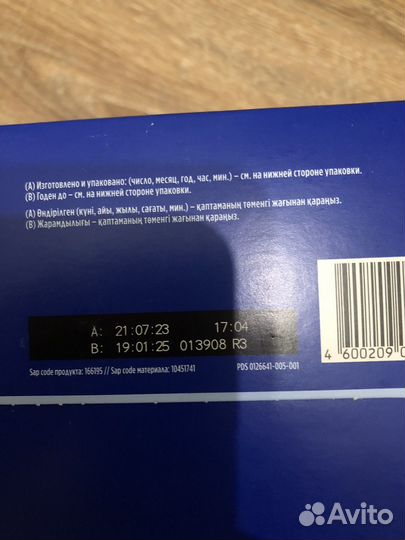 (А) Изготовлено и упаковано: (число, месяц, год, час, мин.) – см. на нижней стороне упаковки.
(В) Годен до – см. на нижней стороне упаковки.
(А) Өндірілген (күні, айы, жылы, сағаты, мин.) – қаптаманың төменгі жағынан қараңыз.
(В) Жарамдылығы – қаптаманың төменгі жағынан қараңыз.
A: 21:07:23 17:04
B: 19:01:25 013908 R3
4 600209 0
Sap code продукта: 166195 // Sap code материала: 10451741 PDS 0126641-005-001
Avito